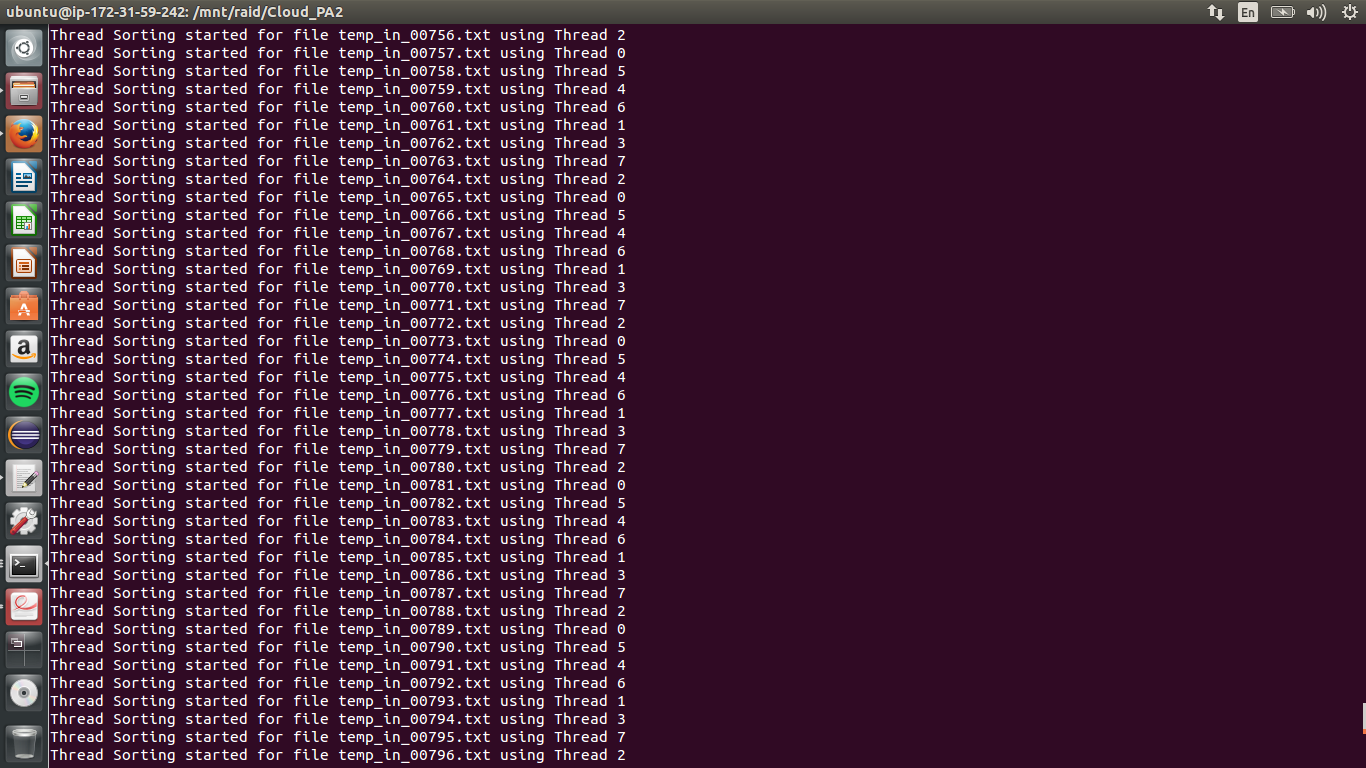 ubuntu@ip-172-31-59-242: /mnt/raid/Cloud_PA2 En
Thread Sorting started for file temp_in_00756.txt using Thread 2
Thread Sorting started for file temp_in_00757.txt using Thread 0
Thread Sorting started for file temp_in_00758.txt using Thread 5
Thread Sorting started for file temp_in_00759.txt using Thread 4
Thread Sorting started for file temp_in_00760.txt using Thread 6
Thread Sorting started for file temp_in_00761.txt using Thread 1
Thread Sorting started for file temp_in_00762.txt using Thread 3
Thread Sorting started for file temp_in_00763.txt using Thread 7
Thread Sorting started for file temp_in_00764.txt using Thread 2
Thread Sorting started for file temp_in_00765.txt using Thread 0
Thread Sorting started for file temp_in_00766.txt using Thread 5
Thread Sorting started for file temp_in_00767.txt using Thread 4
Thread Sorting started for file temp_in_00768.txt using Thread 6
Thread Sorting started for file temp_in_00769.txt using Thread 1
Thread Sorting started for file temp_in_00770.txt using Thread 3
Thread Sorting started for file temp_in_00771.txt using Thread 7
Thread Sorting started for file temp_in_00772.txt using Thread 2
Thread Sorting started for file temp_in_00773.txt using Thread 0
Thread Sorting started for file temp_in_00774.txt using Thread 5
Thread Sorting started for file temp_in_00775.txt using Thread 4
Thread Sorting started for file temp_in_00776.txt using Thread 6
Thread Sorting started for file temp_in_00777.txt using Thread 1
Thread Sorting started for file temp_in_00778.txt using Thread 3
Thread Sorting started for file temp_in_00779.txt using Thread 7
Thread Sorting started for file temp_in_00780.txt using Thread 2
Thread Sorting started for file temp_in_00781.txt using Thread 0
Thread Sorting started for file temp_in_00782.txt using Thread 5
Thread Sorting started for file temp_in_00783.txt using Thread 4
Thread Sorting started for file temp_in_00784.txt using Thread 6
Thread Sorting started for file temp_in_00785.txt using Thread 1
Thread Sorting started for file temp_in_00786.txt using Thread 3
Thread Sorting started for file temp_in_00787.txt using Thread 7
Thread Sorting started for file temp_in_00788.txt using Thread 2
Thread Sorting started for file temp_in_00789.txt using Thread 0
Thread Sorting started for file temp_in_00790.txt using Thread 5
Thread Sorting started for file temp_in_00791.txt using Thread 4
Thread Sorting started for file temp_in_00792.txt using Thread 6
Thread Sorting started for file temp_in_00793.txt using Thread 1
Thread Sorting started for file temp_in_00794.txt using Thread 3
Thread Sorting started for file temp_in_00795.txt using Thread 7
Thread Sorting started for file temp_in_00796.txt using Thread 2